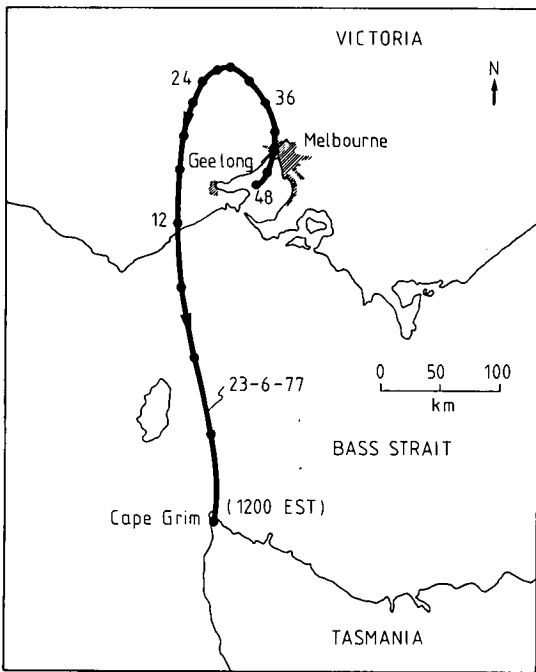 VICTORIA
N
24
36
Melbourne
Geelong
48
12
0 50 100
km
23-6-77
BASS STRAIT
(1200 EST)
Cape Grim
TASMANIA